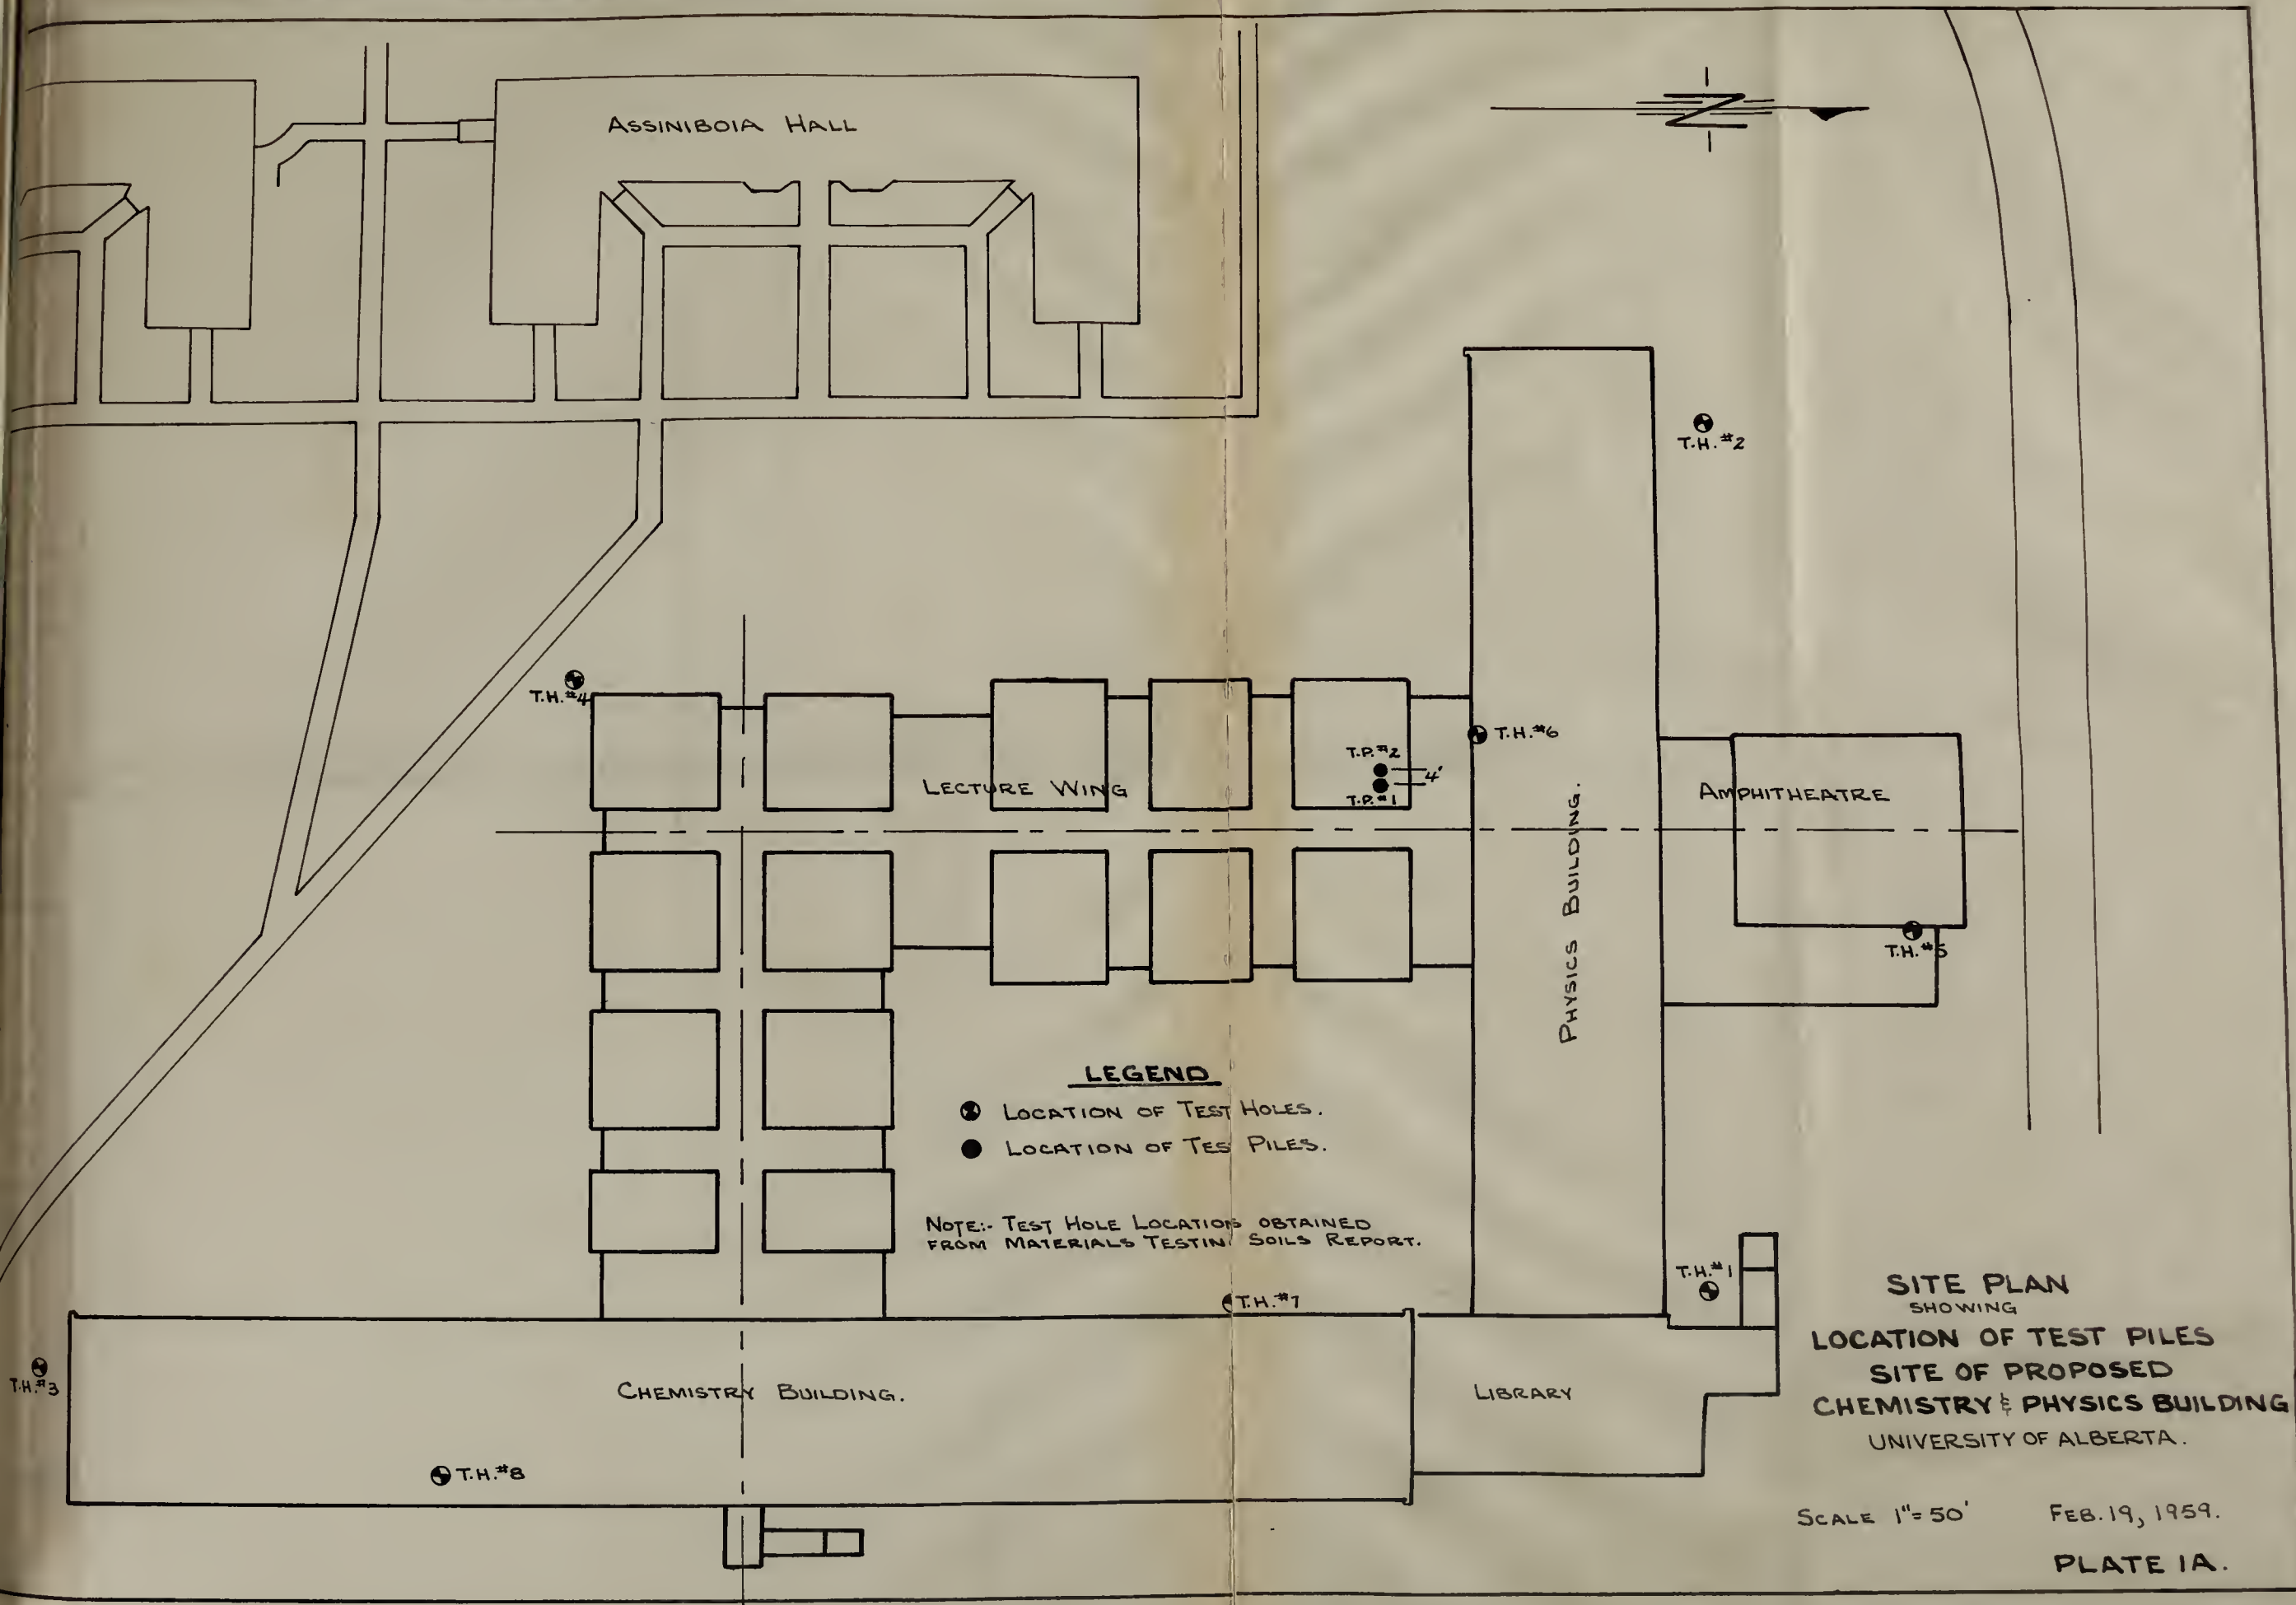 ASSINIBOIA HALL
T.H. #2
T.H. #4
T.H. #6
T.P. #2
4'
T.P. #1
LECTURE WING
AMPHITHEATRE
PHYSICS BUILDING.
T.H. #5
LEGEND
LOCATION OF TEST HOLES.
LOCATION OF TES PILES.
NOTE:- TEST HOLE LOCATIONS OBTAINED
FROM MATERIALS TESTIN SOILS REPORT.
T.H. #1
T.H. #7
T.H. #3
CHEMISTRY BUILDING.
LIBRARY
T.H. #8
SITE PLAN
SHOWING
LOCATION OF TEST PILES
SITE OF PROPOSED
CHEMISTRY & PHYSICS BUILDING
UNIVERSITY OF ALBERTA.
SCALE 1"= 50' FEB. 19, 1959.
PLATE 1A.